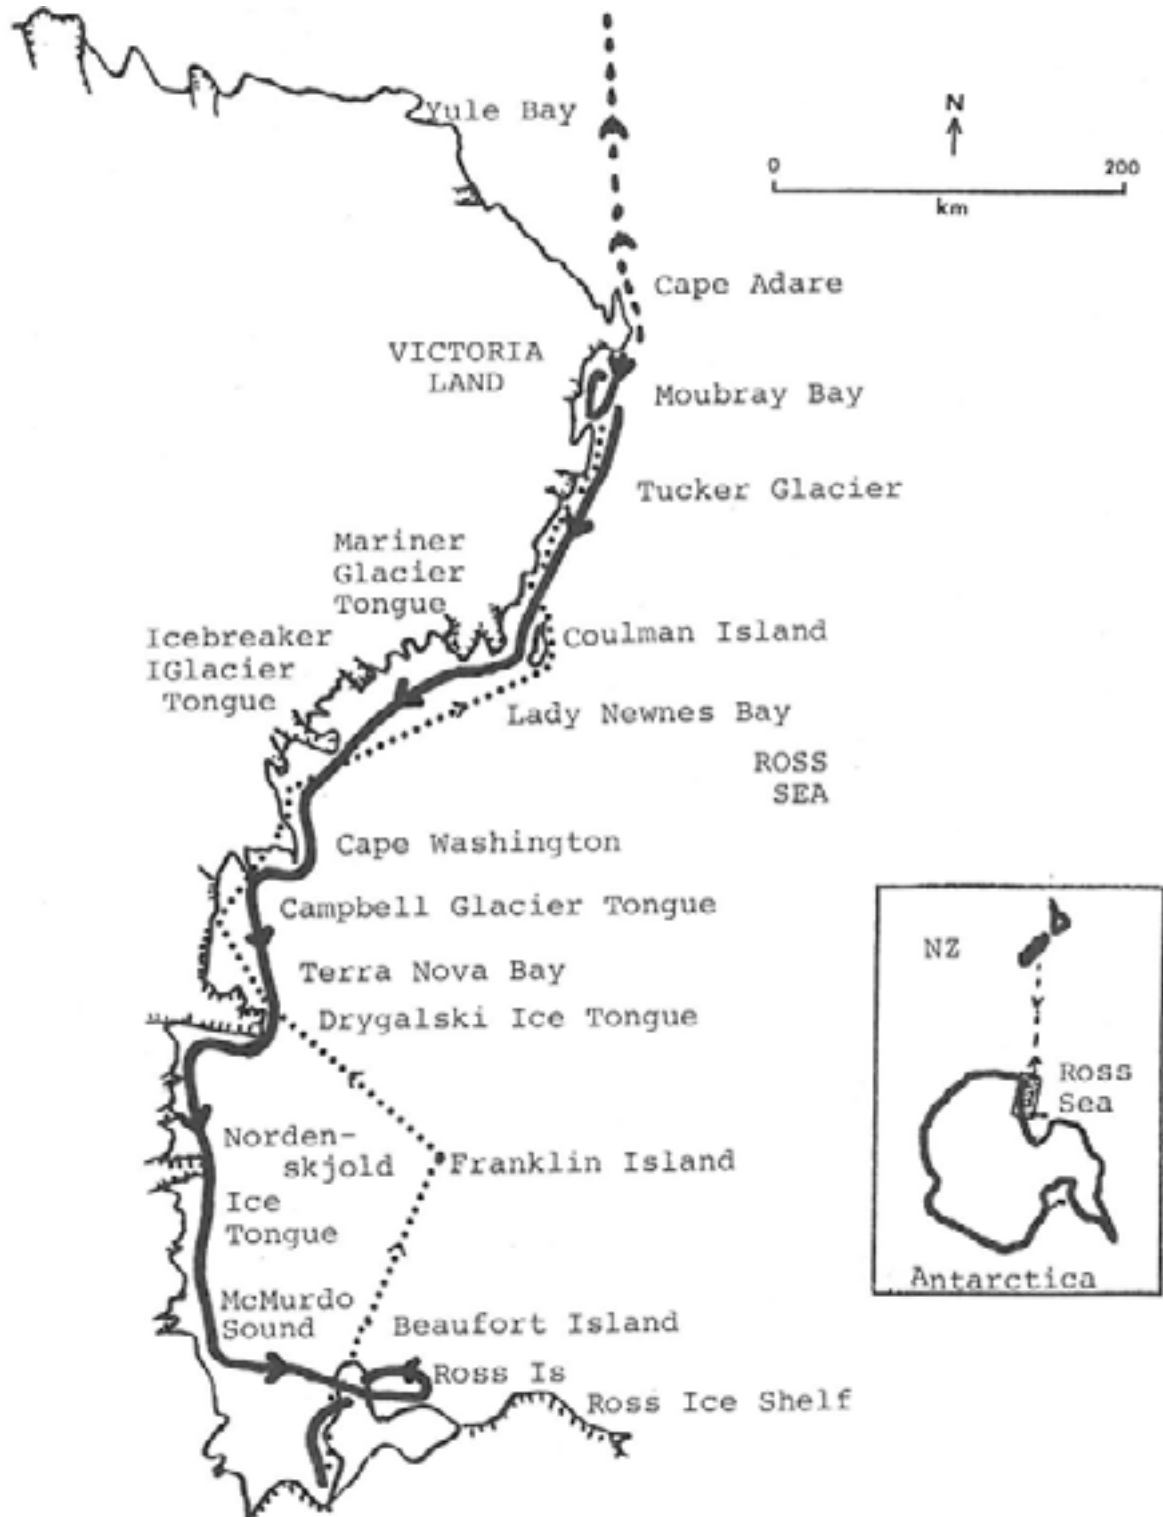 Yule Bay
N
0 200
km
Cape Adare
VICTORIA
LAND
Moubray Bay
Tucker Glacier
Mariner
Glacier
Tongue
Icebreaker
IGlacier
Tongue
Coulman Island
Lady Newnes Bay
ROSS
SEA
Cape Washington
Campbell Glacier Tongue
Terra Nova Bay
Drygalski Ice Tongue
Norden-
skjold
Ice
Tongue
Franklin Island
McMurdo
Sound
Beaufort Island
Ross Is
Ross Ice Shelf
NZ
Ross
Sea
Antarctica